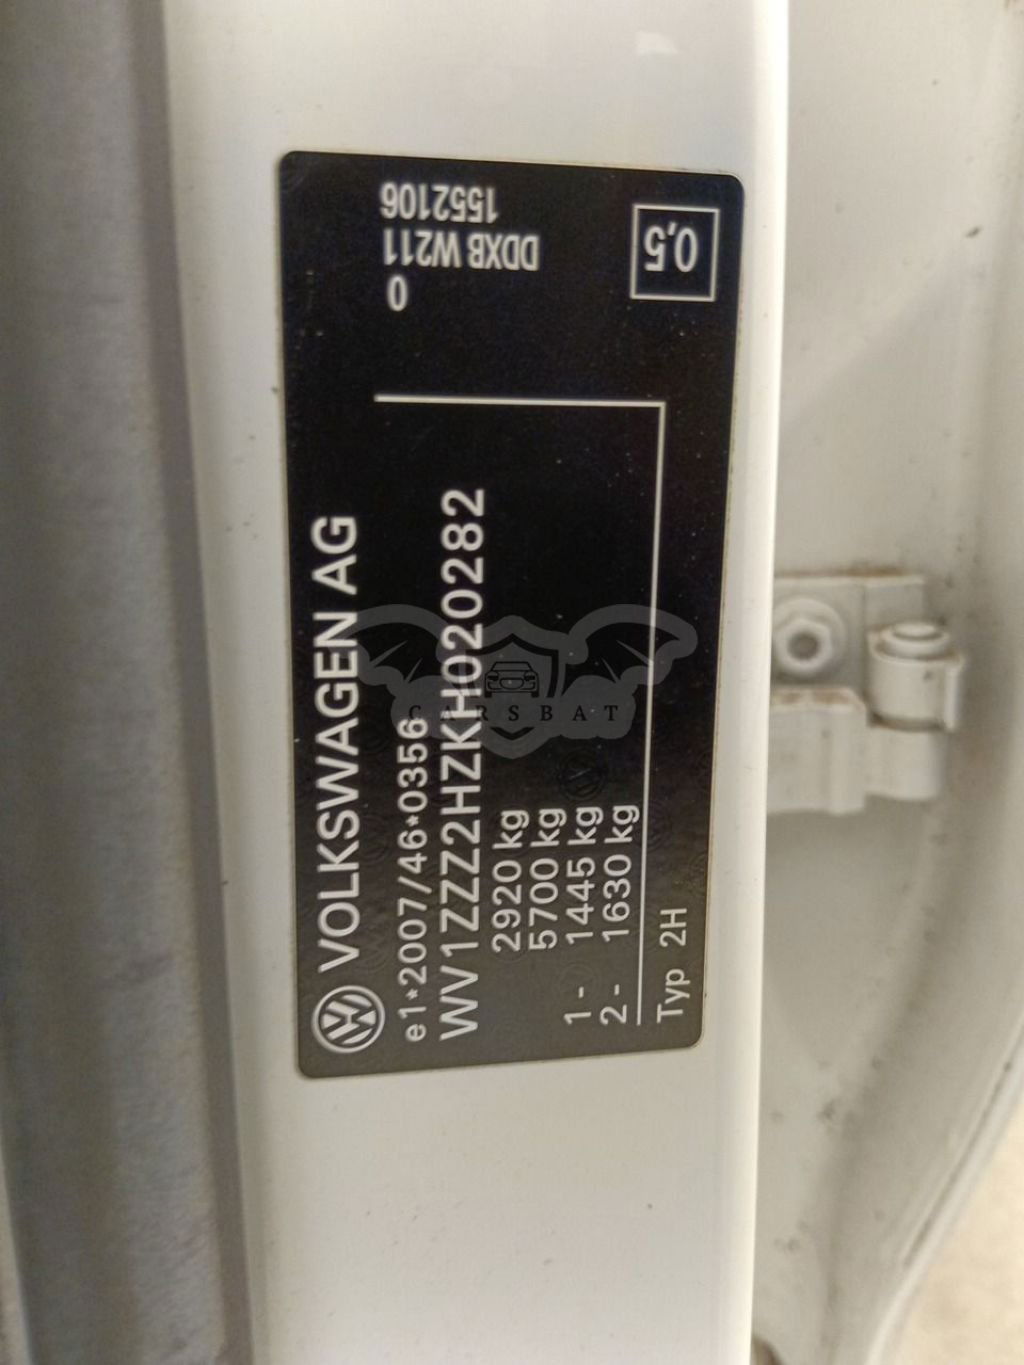 VOLKSWAGEN AG
e1*2007/46*0356
WV1ZZZ2HZKH020282
2920 kg
5700 kg
1- 1445 kg
2- 1630 kg
Typ 2H
0
DDXB W211
1552106
0,5
CARSBAT